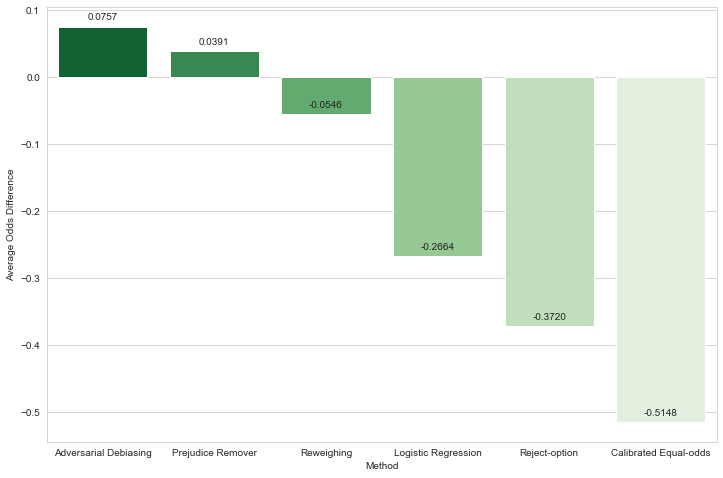 0.1
0.0
−0.1
−0.2
−0.3
−0.4
−0.5
Average Odds Difference
0.0757
0.0391
-0.0546
-0.2664
-0.3720
-0.5148
Adversarial Debiasing
Prejudice Remover
Reweighing
Logistic Regression
Reject-option
Calibrated Equal-odds
Method